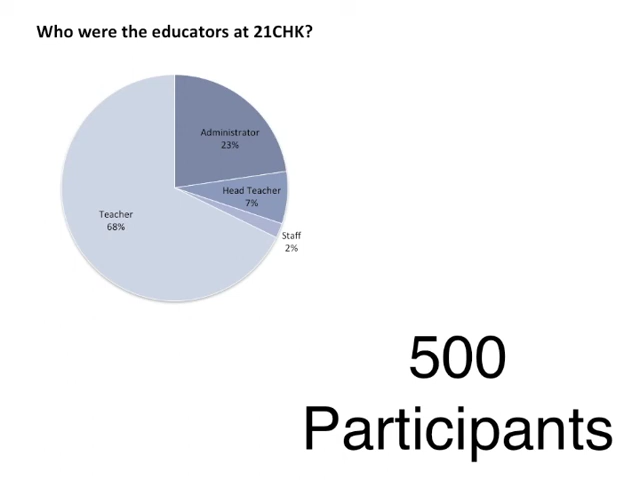 Who were the educators at 21CHK?
Administrator
23%
Head Teacher
7%
Teacher
68%
Staff
2%
500
Participants